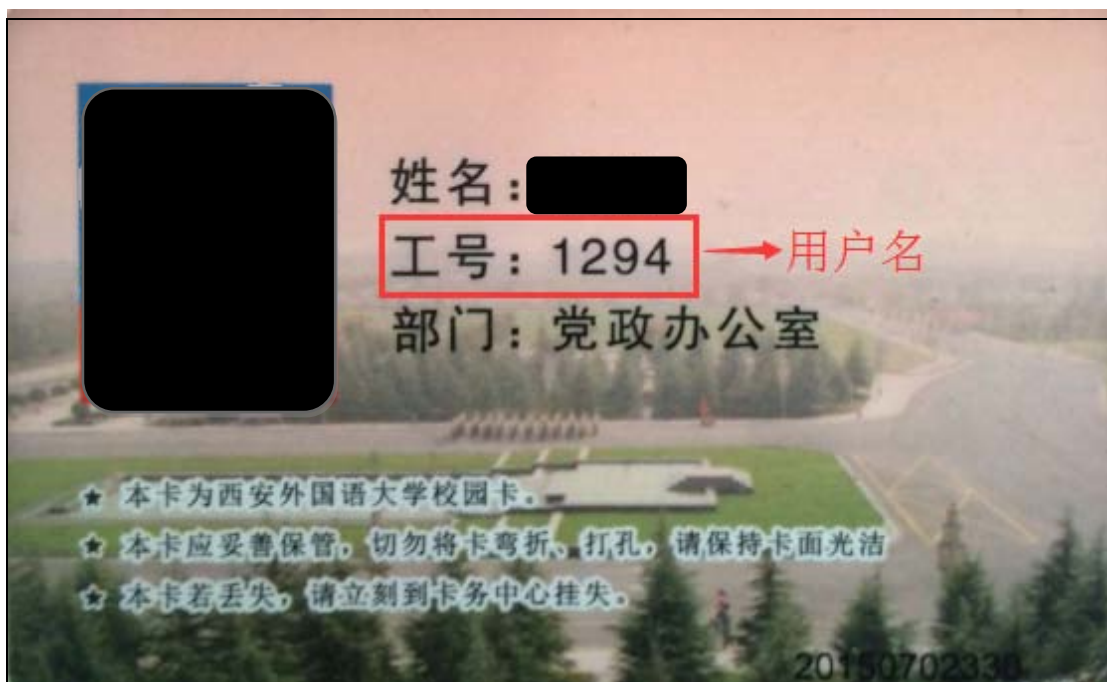 姓名：
工号：1294
用户名
部门：党政办公室
★ 本卡为西安外国语大学校园卡。
★ 本卡应妥善保管，切勿将卡弯折、打孔，请保持卡面光洁
★ 本卡若丢失，请立刻到卡务中心挂失。
20150702330